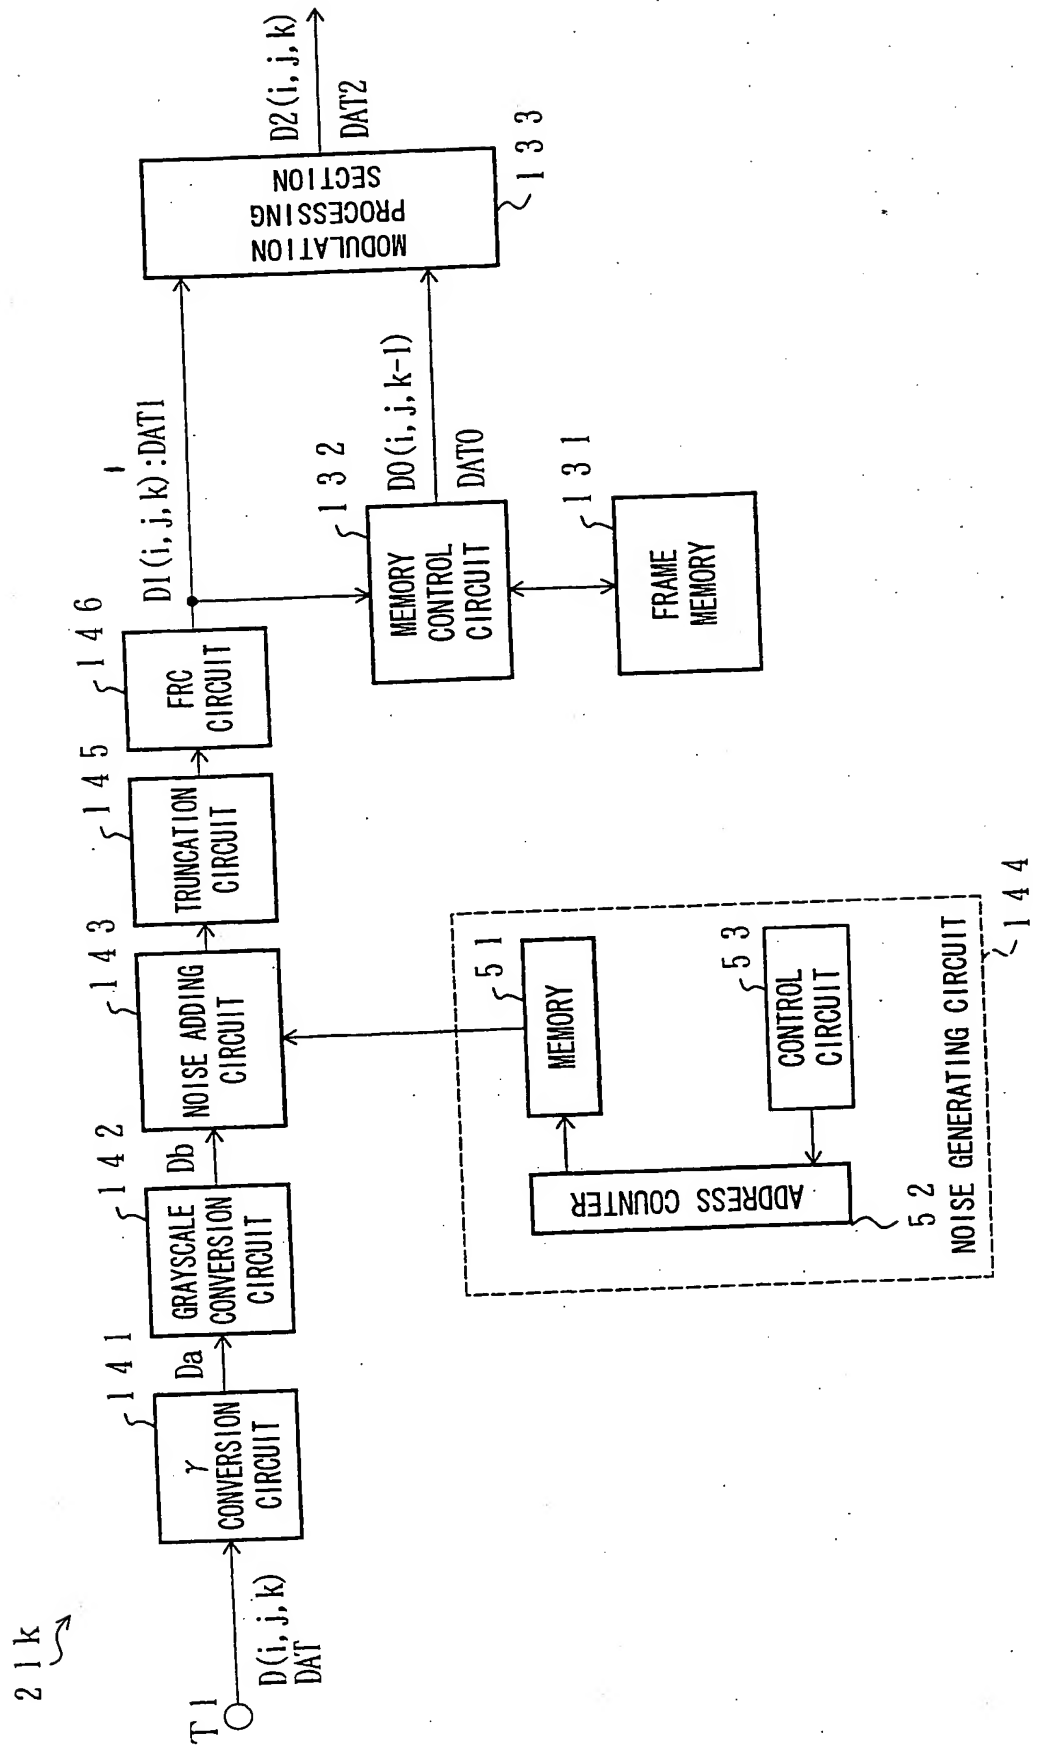 21k
T1
D(i,j,k)
DAT
141
γ
CONVERSION
CIRCUIT
Da
142
GRAYSCALE
CONVERSION
CIRCUIT
Db
143
NOISE ADDING
CIRCUIT
145
TRUNCATION
CIRCUIT
146
FRC
CIRCUIT
D1(i,j,k):DAT1
132
MEMORY
CONTROL
CIRCUIT
D0(i,j,k-1)
DAT0
131
FRAME
MEMORY
MODULATION
PROCESSING
SECTION
133
D2(i,j,k)
DAT2
51
MEMORY
ADDRESS COUNTER
52
53
CONTROL
CIRCUIT
NOISE GENERATING CIRCUIT
144